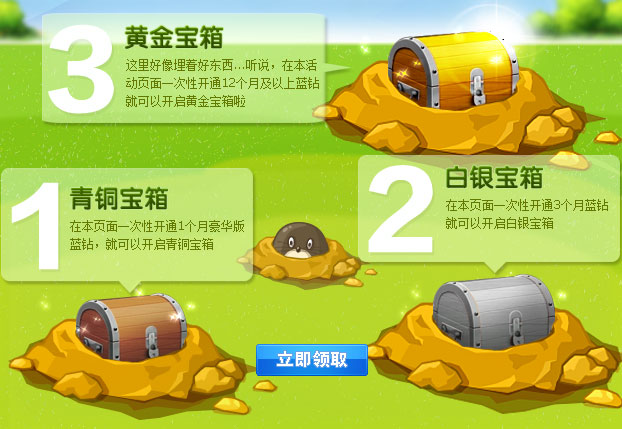 3
黄金宝箱
这里好像埋着好东西...听说，在本活
动页面一次性开通12个月及以上蓝钻
就可以开启黄金宝箱啦
1
青铜宝箱
在本页面一次性开通1个月豪华版
蓝钻，就可以开启青铜宝箱
2
白银宝箱
在本页面一次性开通3个月蓝钻
就可以开启白银宝箱
立即领取